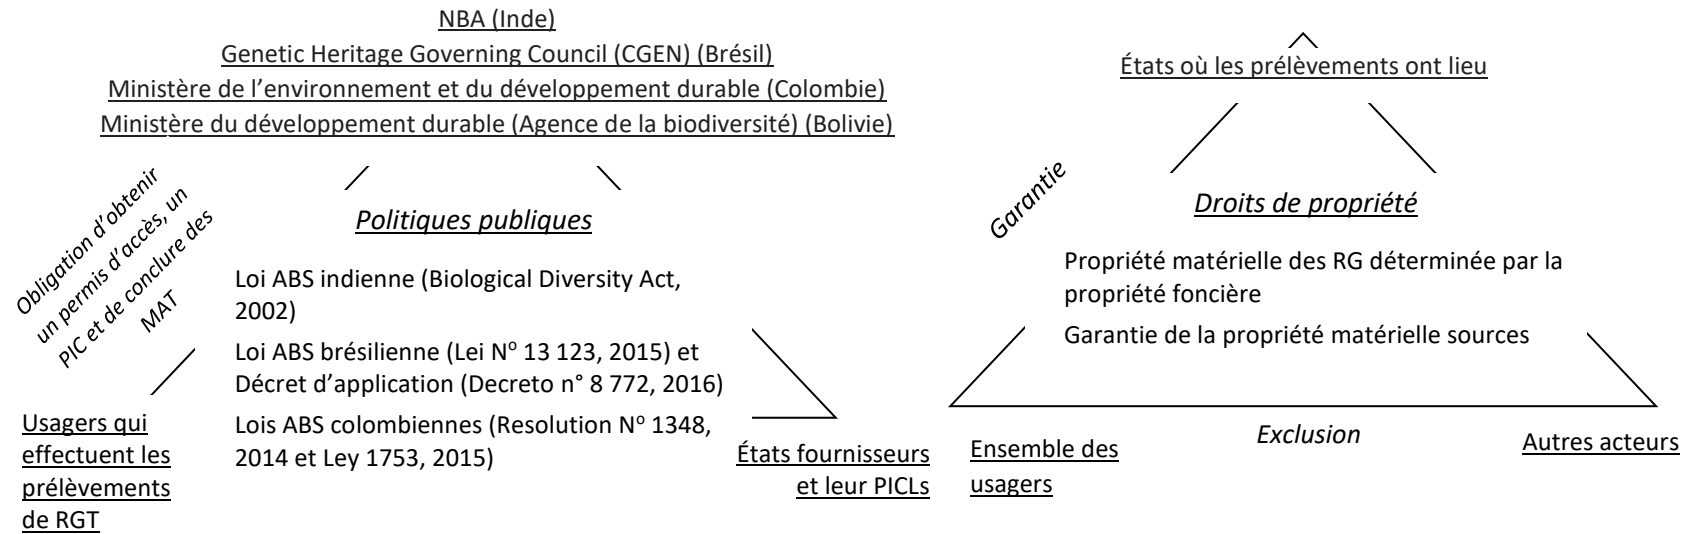 NBA (Inde)
Genetic Heritage Governing Council (CGEN) (Brésil)
Ministère de l’environnement et du développement durable (Colombie)
Ministère du développement durable (Agence de la biodiversité) (Bolivie)
Obligation d’obtenir
un permis d’accès, un
PIC et de conclure des
MAT
Politiques publiques
Loi ABS indienne (Biological Diversity Act,
2002)
Loi ABS brésilienne (Lei Nº 13 123, 2015) et
Décret d’application (Decreto n° 8 772, 2016)
Lois ABS colombiennes (Resolution Nº 1348,
2014 et Ley 1753, 2015)
Usagers qui
effectuent les
prélèvements
de RGT
États fournisseurs
et leur PICLs
États où les prélèvements ont lieu
Garantie
Droits de propriété
Propriété matérielle des RG déterminée par la
propriété foncière
Garantie de la propriété matérielle sources
Ensemble des
usagers
Exclusion
Autres acteurs